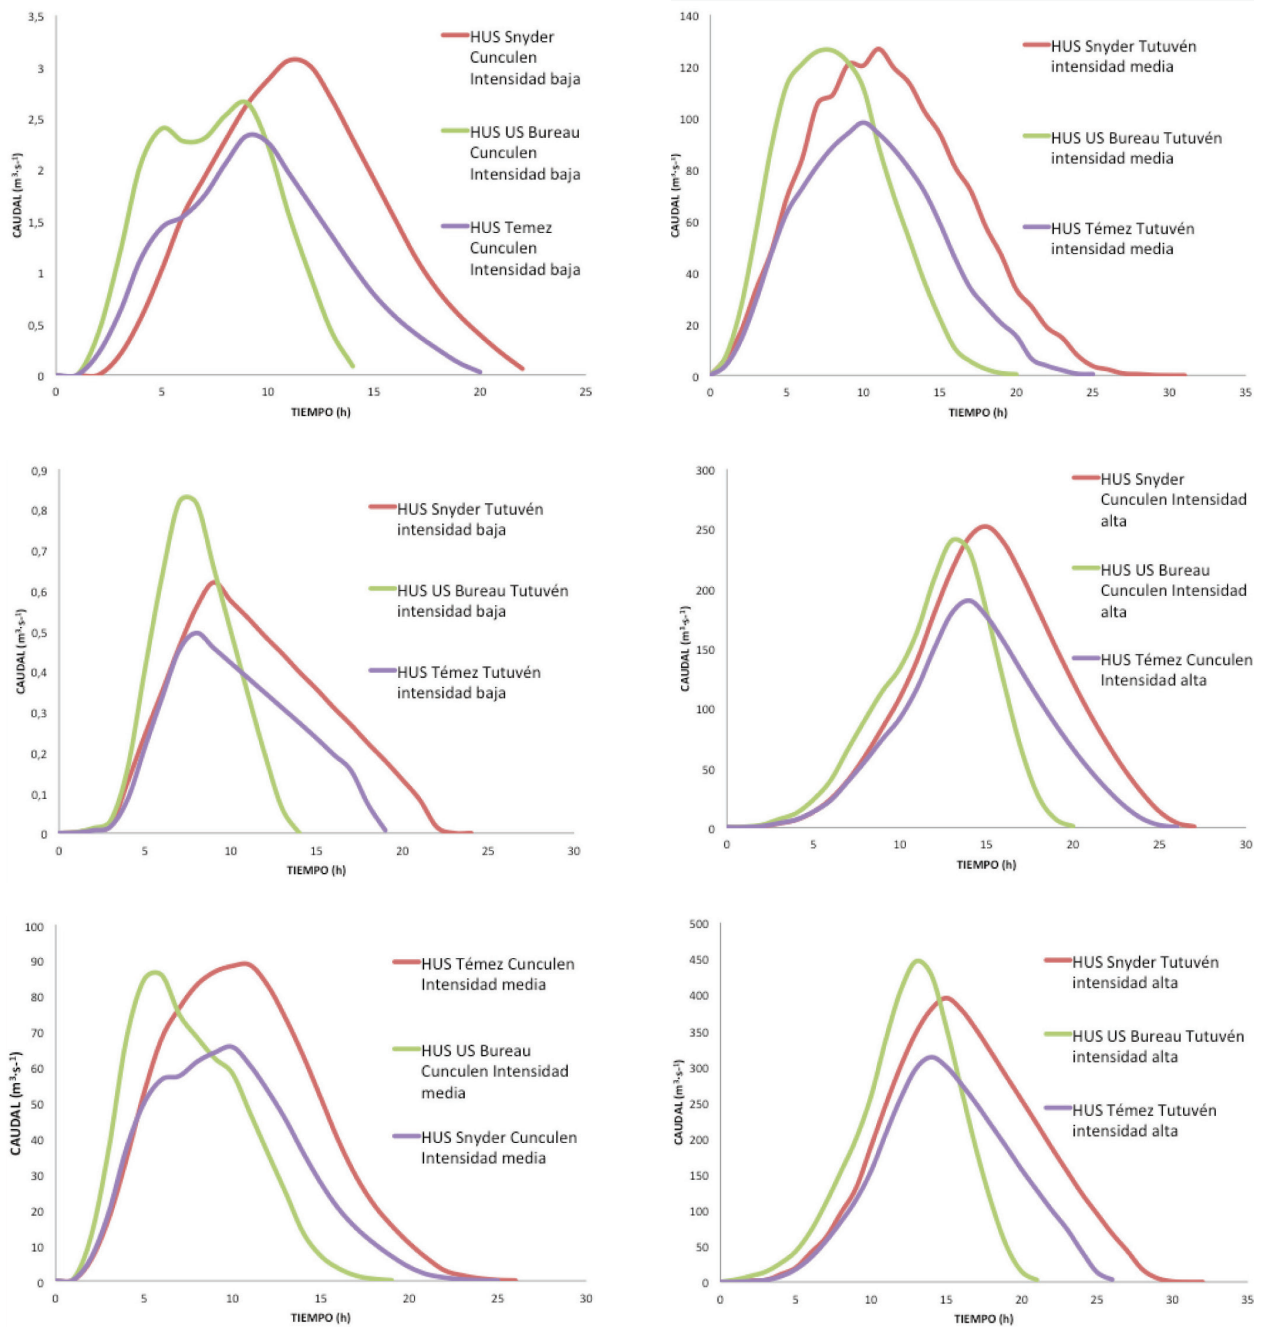 3,5
3
2,5
2
1,5
1
0,5
0
CAUDAL (m³·s-¹)
0 5 10 15 20 25
TIEMPO (h)
HUS Snyder
Cunculen
Intensidad baja
HUS US Bureau
Cunculen
Intensidad baja
HUS Temez
Cunculen
Intensidad baja
140
120
100
80
60
40
20
0
CAUDAL (m³·s-¹)
0 5 10 15 20 25 30 35
TIEMPO (h)
HUS Snyder Tutuvén
intensidad media
HUS US Bureau Tutuvén
intensidad media
HUS Témez Tutuvén
intensidad media
0,9
0,8
0,7
0,6
0,5
0,4
0,3
0,2
0,1
0
CAUDAL (m³·s-¹)
0 5 10 15 20 25 30
TIEMPO (h)
HUS Snyder Tutuvén
intensidad baja
HUS US Bureau Tutuvén
intensidad baja
HUS Témez Tutuvén
intensidad baja
300
250
200
150
100
50
0
CAUDAL (m³·s-¹)
0 5 10 15 20 25 30
TIEMPO (h)
HUS Snyder
Cunculen Intensidad
alta
HUS US Bureau
Cunculen Intensidad
alta
HUS Témez Cunculen
Intensidad alta
100
90
80
70
60
50
40
30
20
10
0
CAUDAL (m³·s-¹)
0 5 10 15 20 25 30
TIEMPO (h)
HUS Témez Cunculen
Intensidad media
HUS US Bureau
Cunculen Intensidad
media
HUS Snyder Cunculen
Intensidad media
500
450
400
350
300
250
200
150
100
50
0
CAUDAL (m³·s-¹)
0 5 10 15 20 25 30 35
TIEMPO (h)
HUS Snyder Tutuvén
intensidad alta
HUS US Bureau Tutuvén
intensidad alta
HUS Témez Tutuvén
intensidad alta